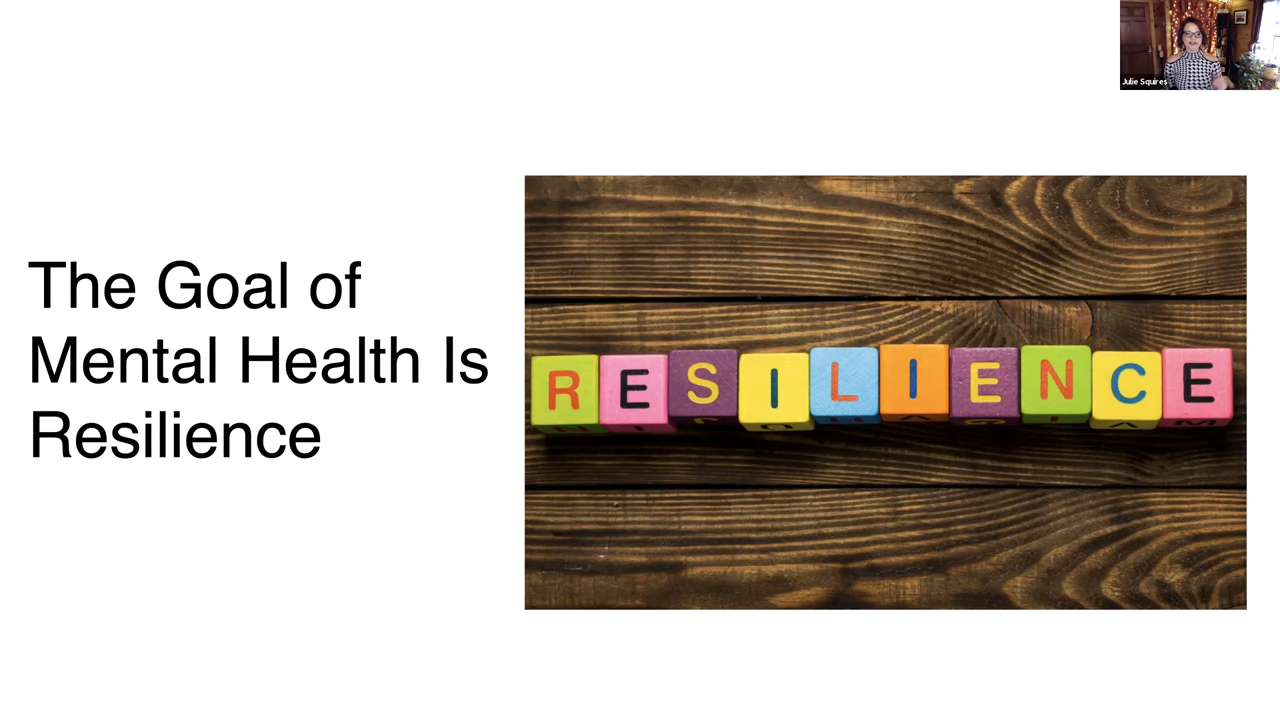 Julie Squires
The Goal of
Mental Health Is
Resilience
RESILIENCE